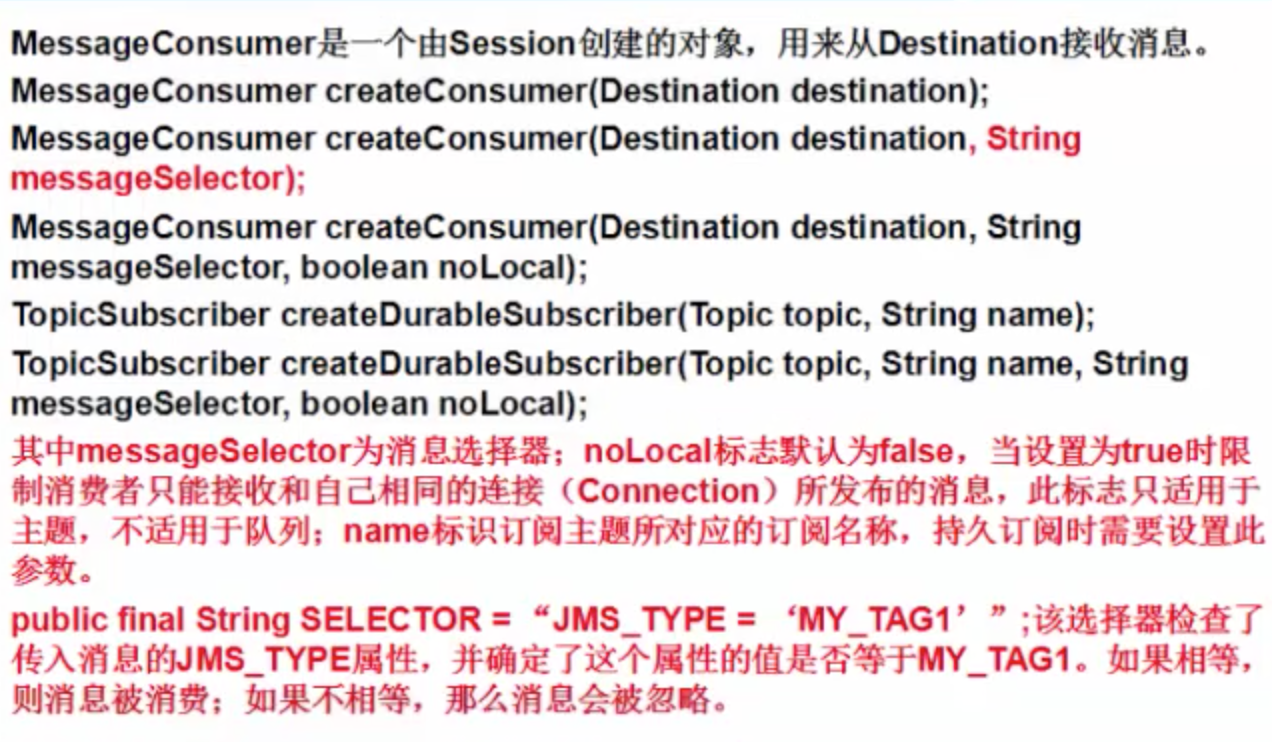 MessageConsumer是一个由Session创建的对象，用来从Destination接收消息。
MessageConsumer createConsumer(Destination destination);
MessageConsumer createConsumer(Destination destination, String
messageSelector);
MessageConsumer createConsumer(Destination destination, String
messageSelector, boolean noLocal);
TopicSubscriber createDurableSubscriber(Topic topic, String name);
TopicSubscriber createDurableSubscriber(Topic topic, String name, String
messageSelector, boolean noLocal);
其中messageSelector为消息选择器；noLocal标志默认为false，当设置为true时限
制消费者只能接收和自己相同的连接（Connection）所发布的消息，此标志只适用于
主题，不适用于队列；name标识订阅主题所对应的订阅名称，持久订阅时需要设置此
参数。
public final String SELECTOR = “JMS_TYPE = ‘MY_TAG1’”;该选择器检查了
传入消息的JMS_TYPE属性，并确定了这个属性的值是否等于MY_TAG1。如果相等，
则消息被消费；如果不相等，那么消息会被忽略。